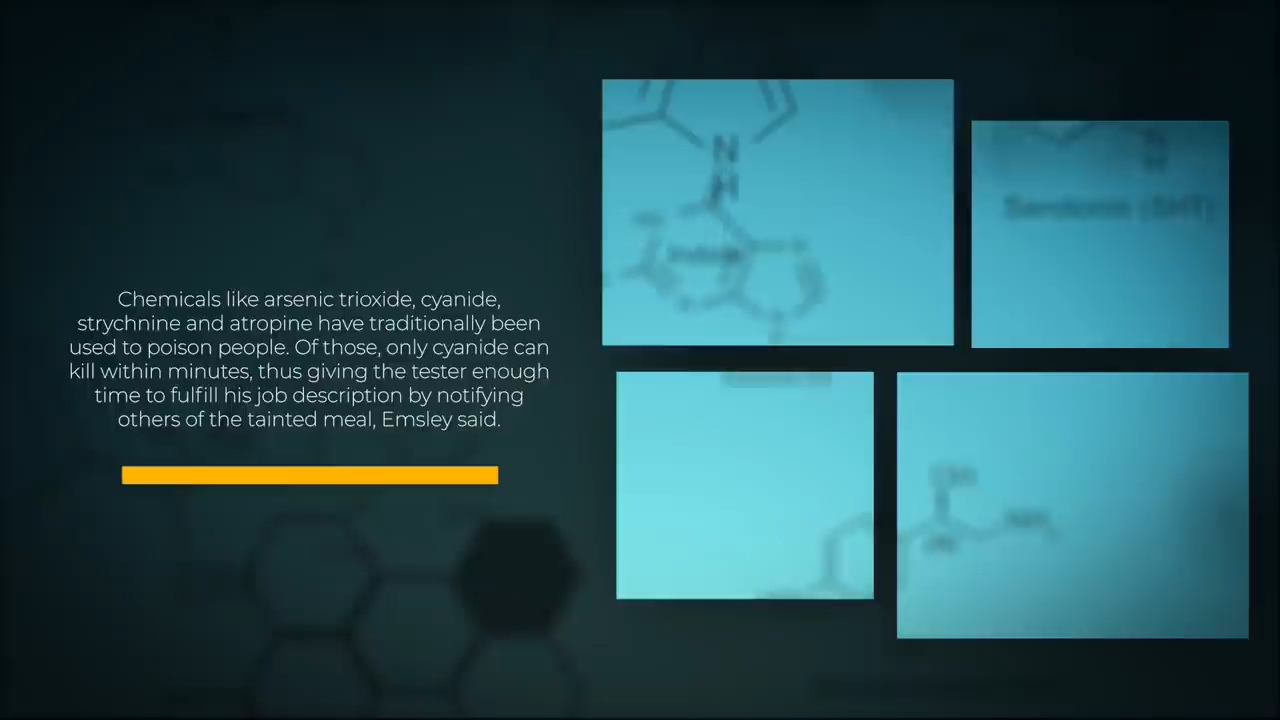 Chemicals like arsenic trioxide, cyanide,
strychnine and atropine have traditionally been
used to poison people. Of those, only cyanide can
kill within minutes, thus giving the tester enough
time to fulfill his job description by notifying
others of the tainted meal, Emsley said.
N
H
Serotonin (5HT)